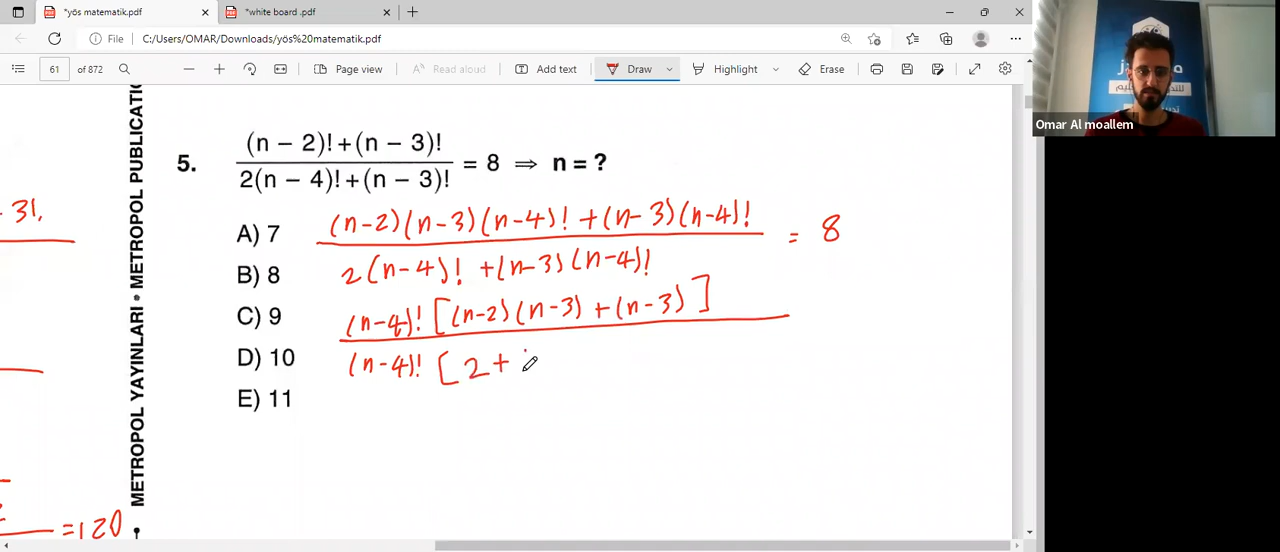 *yös matematik.pdf
*white board .pdf
File C:/Users/OMAR/Downloads/yös%20matematik.pdf
61 of 872
Page view
Read aloud
Add text
Draw
Highlight
Erase
Omar Al moallem
METROPOL YAYINLARI • METROPOL PUBLICATIO
5. (n – 2)! + (n – 3)! / 2(n – 4)! + (n – 3)! = 8 ⇒ n = ?
A) 7
B) 8
C) 9
D) 10
E) 11
(n-2)(n-3)(n-4)! + (n-3)(n-4)!
= 8
2(n-4)! + (n-3)(n-4)!
(n-4)! [(n-2)(n-3) + (n-3)]
(n-4)! [2+
31.
=120